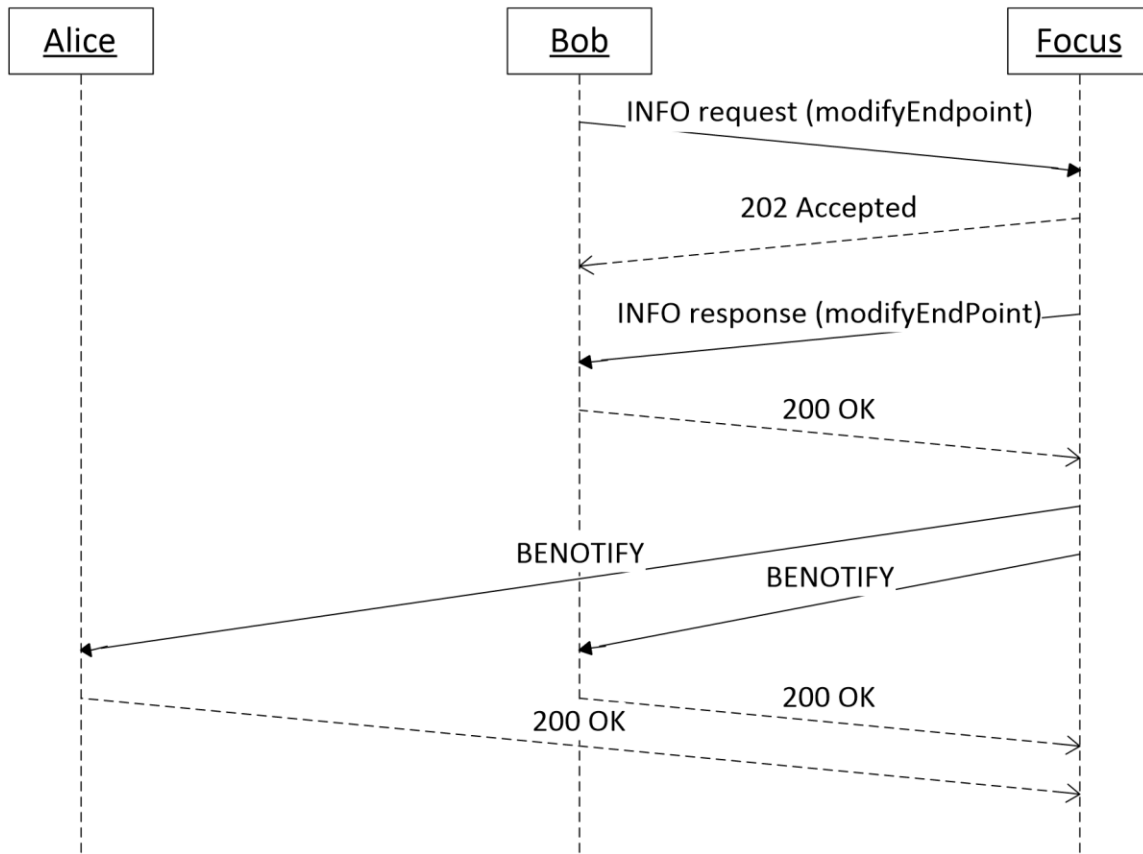 Alice
Bob
Focus
INFO request (modifyEndpoint)
202 Accepted
INFO response (modifyEndPoint)
200 OK
BENOTIFY
BENOTIFY
200 OK
200 OK